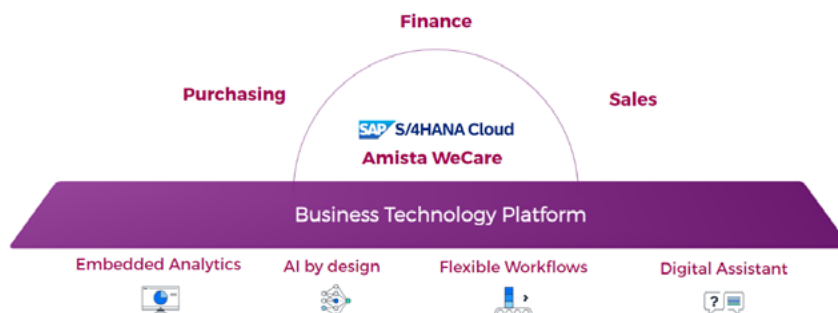 Finance
Purchasing
Sales
SAP S/4HANA Cloud
Amista WeCare
Business Technology Platform
Embedded Analytics
AI by design
Flexible Workflows
Digital Assistant
?